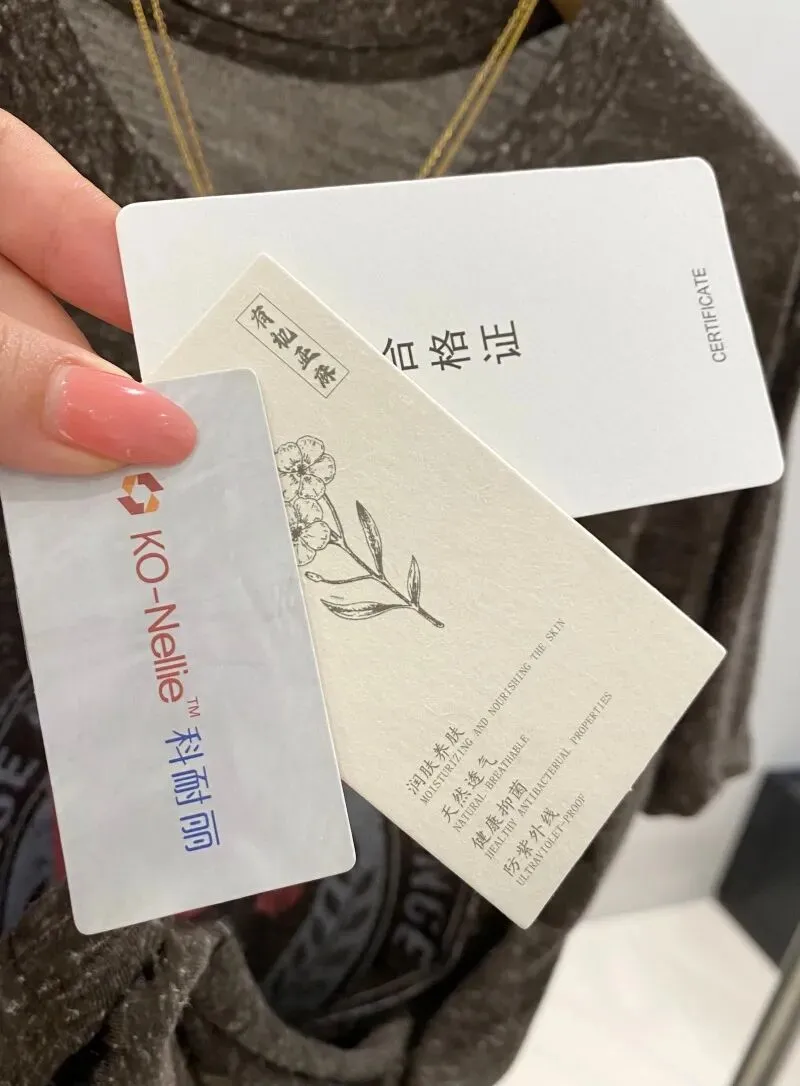 合格证
CERTIFICATE
有机亚麻
润肤养肤
MOISTURIZING AND NOURISHING THE SKIN
天然透气
NATURAL BREATHABLE
健康抑菌
HEALTHY ANTIBACTERUAL PROPERTIES
防紫外线
ULTRAVIOLET-PROOF
KO-Nellie™ 科耐丽